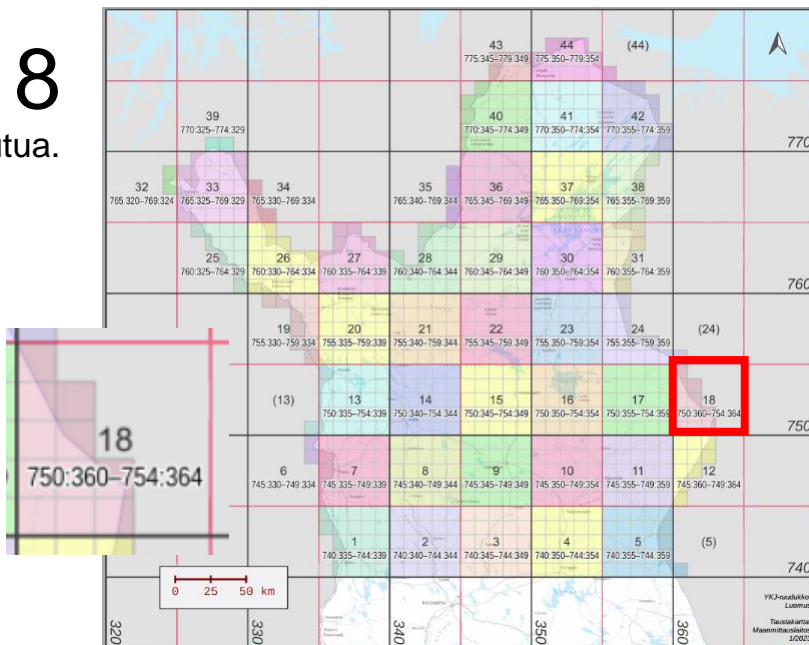 8
tua.
43 44 (44)
775:345–779:349 775:350–779:354
39 40 41 42
770:325–774:329 770:345–774:349 770:350–774:354 770:355–774:359
770
32 33 34 35 36 37 38
765.320–769.324 765.325–769.329 765.330–769.334 765.340–769.344 765.345–769.349 765.350–769.354 765.355–769.359
25 26 27 28 29 30 31
760:325–764:329 760:330–764:334 760:335–764:339 760:340–764:344 760:345–764:349 760:350–764:354 760:355–764:359
760
19 20 21 22 23 24 (24)
755:330–759:334 755:335–759:339 755:340–759:344 755:345–759:349 755:350–759:354 755:355–759:359
(13) 13 14 15 16 17 18
750:335–754:339 750:340–754:344 750:345–754:349 750:350–754:354 750:355–754:359 750:360–754:364
750
18
750:360–754:364
6 7 8 9 10 11 12
745:330–749:334 745:335–749:339 745:340–749:344 745:345–749:349 745:350–749:354 745:355–749:359 745:360–749:364
1 2 3 4 5 (5)
740:335–744:339 740:340–744:344 740:345–744:349 740:350–744:354 740:355–744:359
740
0 25 50 km
320 330 340 350 360
YKJ-ruudukko
Luomus
Taustakartta
Maanmittauslaitos
1/2023